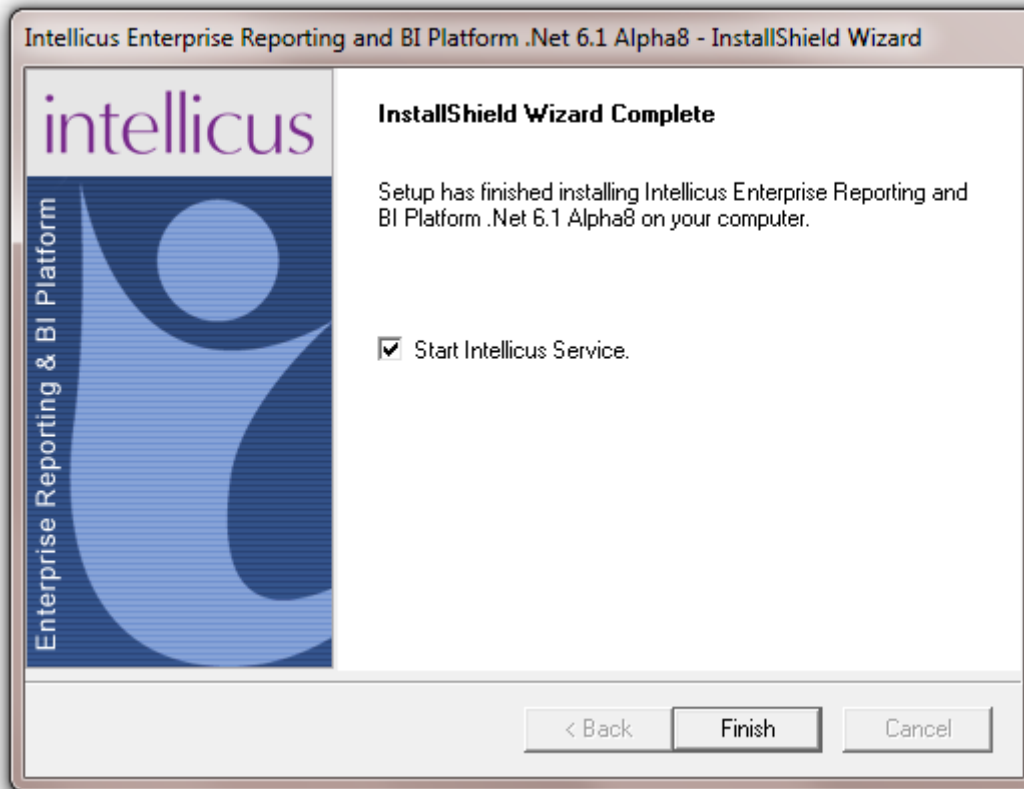 Intellicus Enterprise Reporting and BI Platform .Net 6.1 Alpha8 - InstallShield Wizard
intellicus
Enterprise Reporting & BI Platform
InstallShield Wizard Complete
Setup has finished installing Intellicus Enterprise Reporting and
BI Platform .Net 6.1 Alpha8 on your computer.
Start Intellicus Service.
< Back
Finish
Cancel